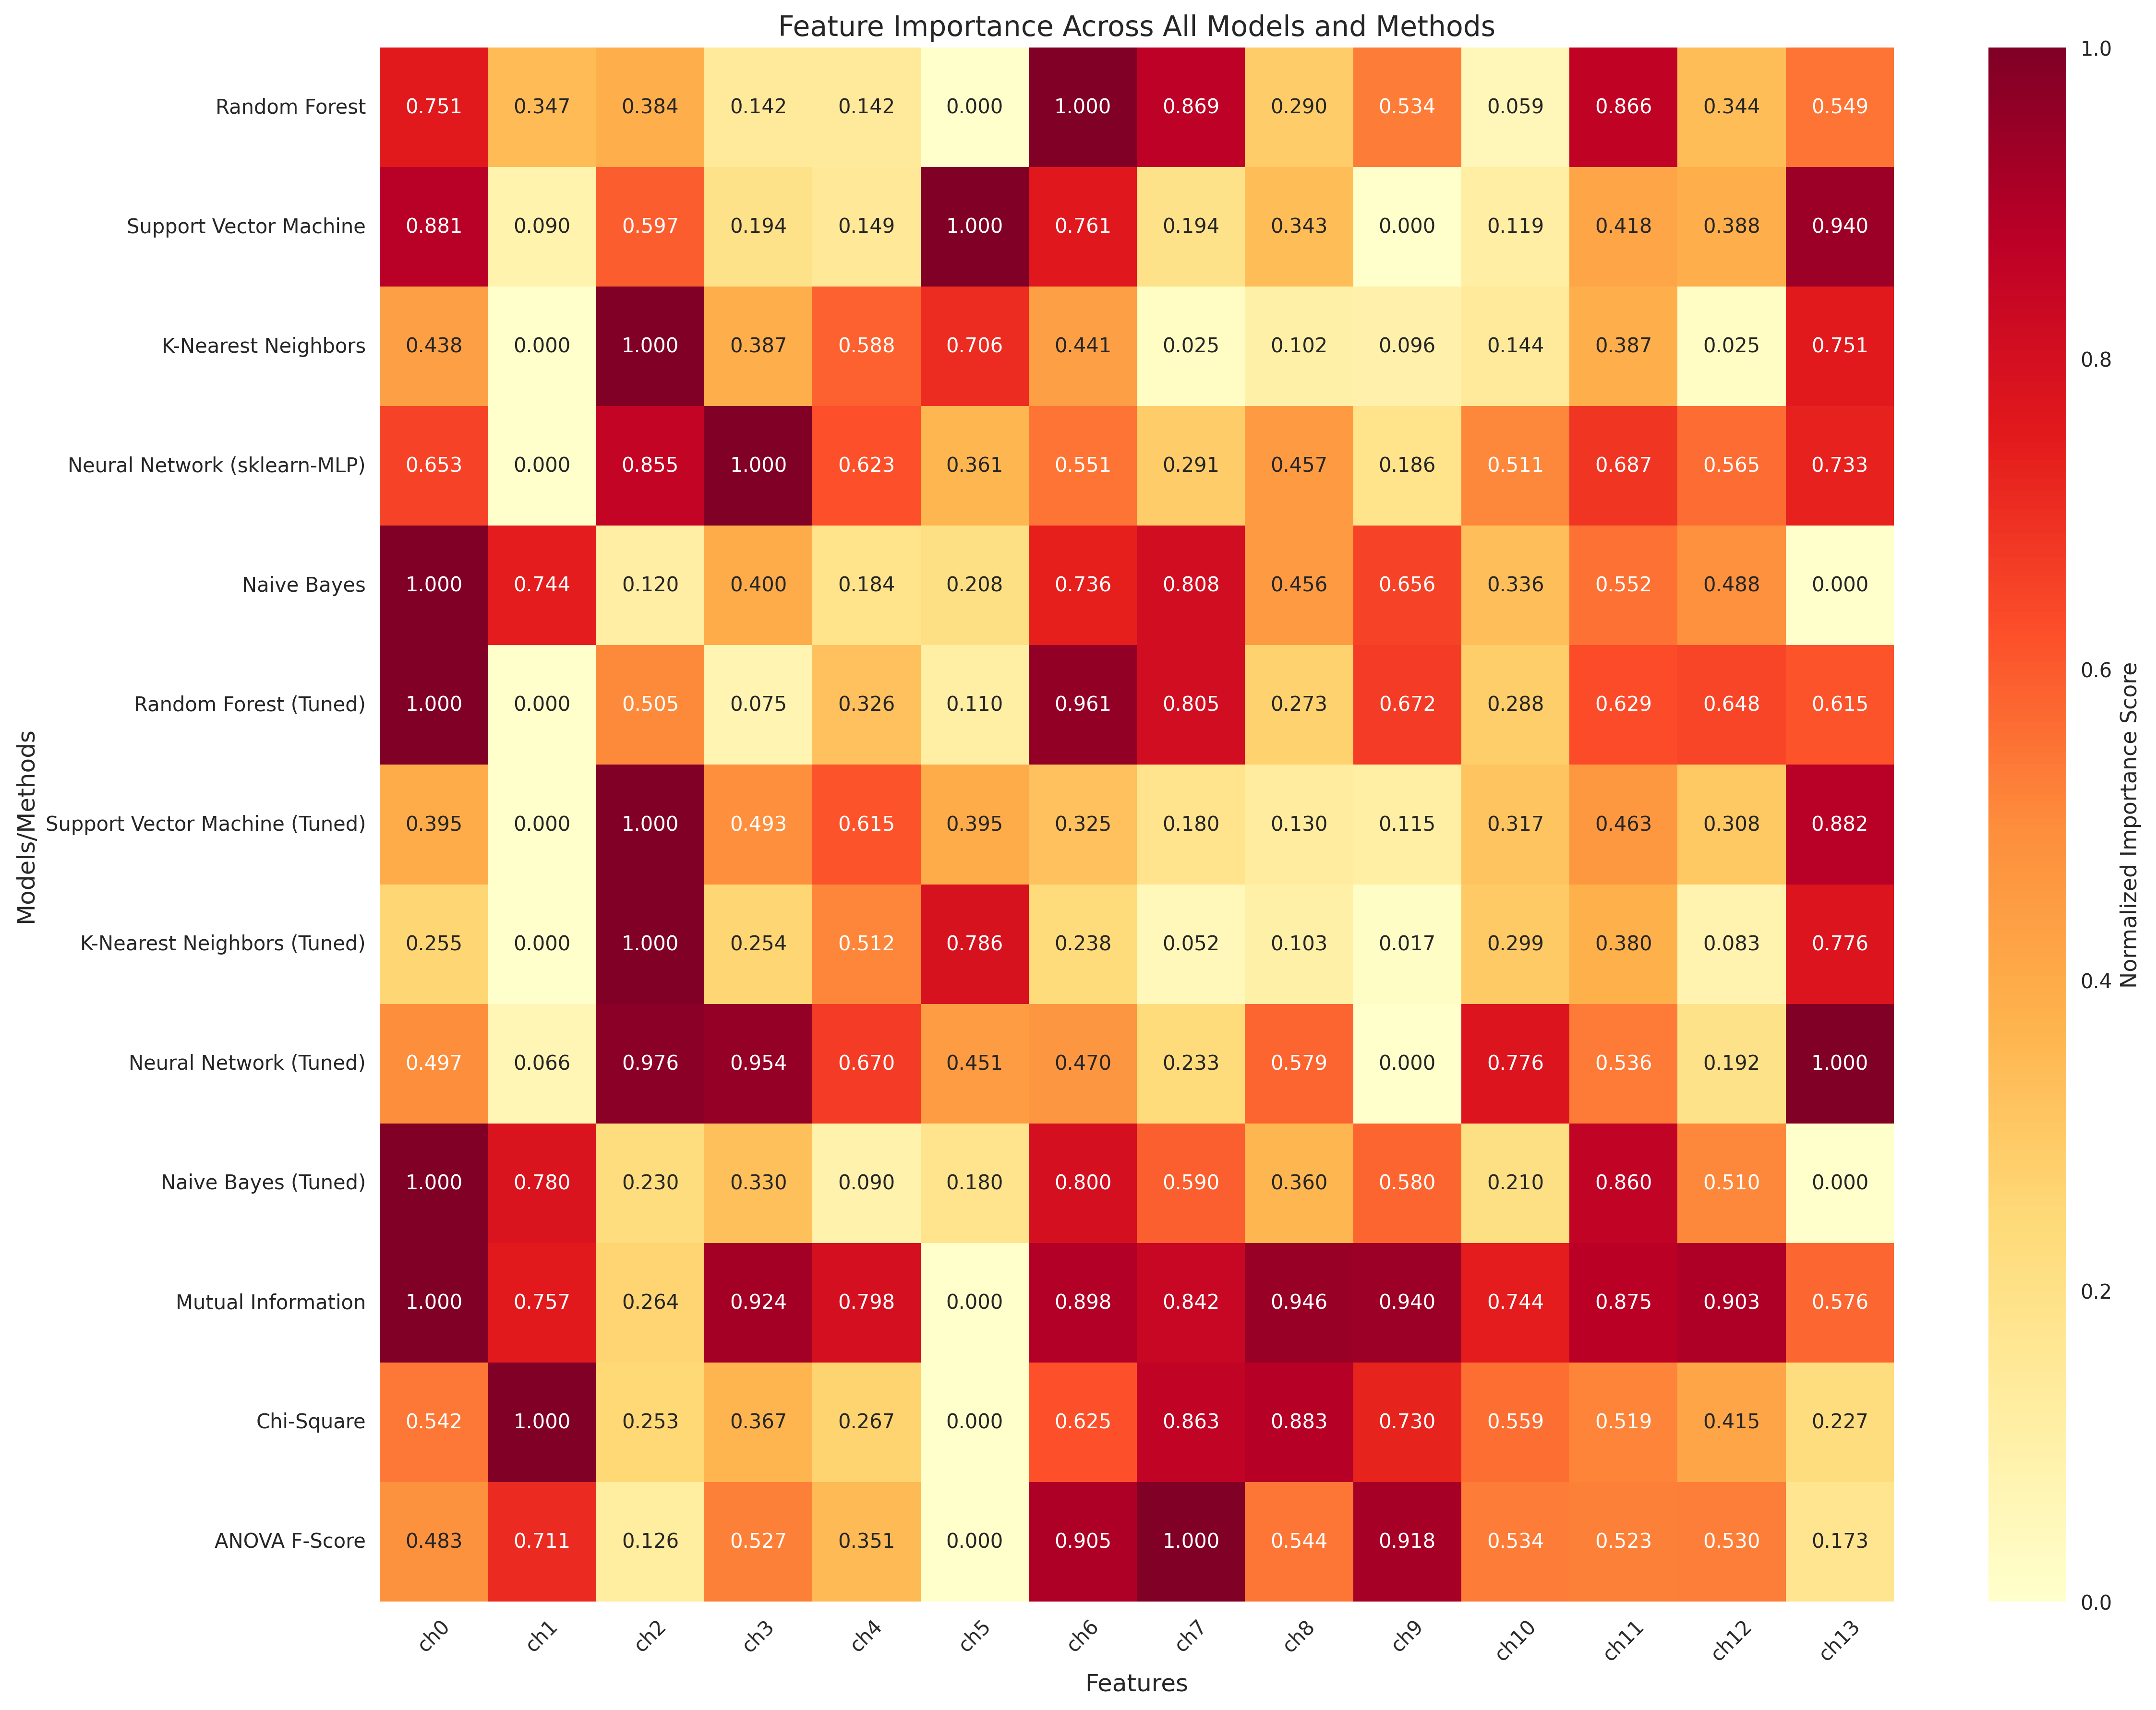 Feature Importance Across All Models and Methods
Random Forest 0.751 0.347 0.384 0.142 0.142 0.000 1.000 0.869 0.290 0.534 0.059 0.866 0.344 0.549
Support Vector Machine 0.881 0.090 0.597 0.194 0.149 1.000 0.761 0.194 0.343 0.000 0.119 0.418 0.388 0.940
K-Nearest Neighbors 0.438 0.000 1.000 0.387 0.588 0.706 0.441 0.025 0.102 0.096 0.144 0.387 0.025 0.751
Neural Network (sklearn-MLP) 0.653 0.000 0.855 1.000 0.623 0.361 0.551 0.291 0.457 0.186 0.511 0.687 0.565 0.733
Naive Bayes 1.000 0.744 0.120 0.400 0.184 0.208 0.736 0.808 0.456 0.656 0.336 0.552 0.488 0.000
Random Forest (Tuned) 1.000 0.000 0.505 0.075 0.326 0.110 0.961 0.805 0.273 0.672 0.288 0.629 0.648 0.615
Support Vector Machine (Tuned) 0.395 0.000 1.000 0.493 0.615 0.395 0.325 0.180 0.130 0.115 0.317 0.463 0.308 0.882
K-Nearest Neighbors (Tuned) 0.255 0.000 1.000 0.254 0.512 0.786 0.238 0.052 0.103 0.017 0.299 0.380 0.083 0.776
Neural Network (Tuned) 0.497 0.066 0.976 0.954 0.670 0.451 0.470 0.233 0.579 0.000 0.776 0.536 0.192 1.000
Naive Bayes (Tuned) 1.000 0.780 0.230 0.330 0.090 0.180 0.800 0.590 0.360 0.580 0.210 0.860 0.510 0.000
Mutual Information 1.000 0.757 0.264 0.924 0.798 0.000 0.898 0.842 0.946 0.940 0.744 0.875 0.903 0.576
Chi-Square 0.542 1.000 0.253 0.367 0.267 0.000 0.625 0.863 0.883 0.730 0.559 0.519 0.415 0.227
ANOVA F-Score 0.483 0.711 0.126 0.527 0.351 0.000 0.905 1.000 0.544 0.918 0.534 0.523 0.530 0.173
ch0 ch1 ch2 ch3 ch4 ch5 ch6 ch7 ch8 ch9 ch10 ch11 ch12 ch13
Features
Models/Methods
1.0
0.8
0.6
0.4
0.2
0.0
Normalized Importance Score